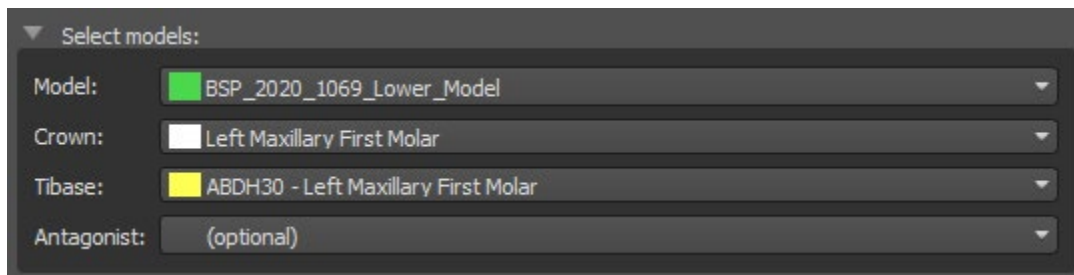 Select models:
Model: BSP_2020_1069_Lower_Model
Crown: Left Maxillary First Molar
Tibase: ABDH30 - Left Maxillary First Molar
Antagonist: (optional)